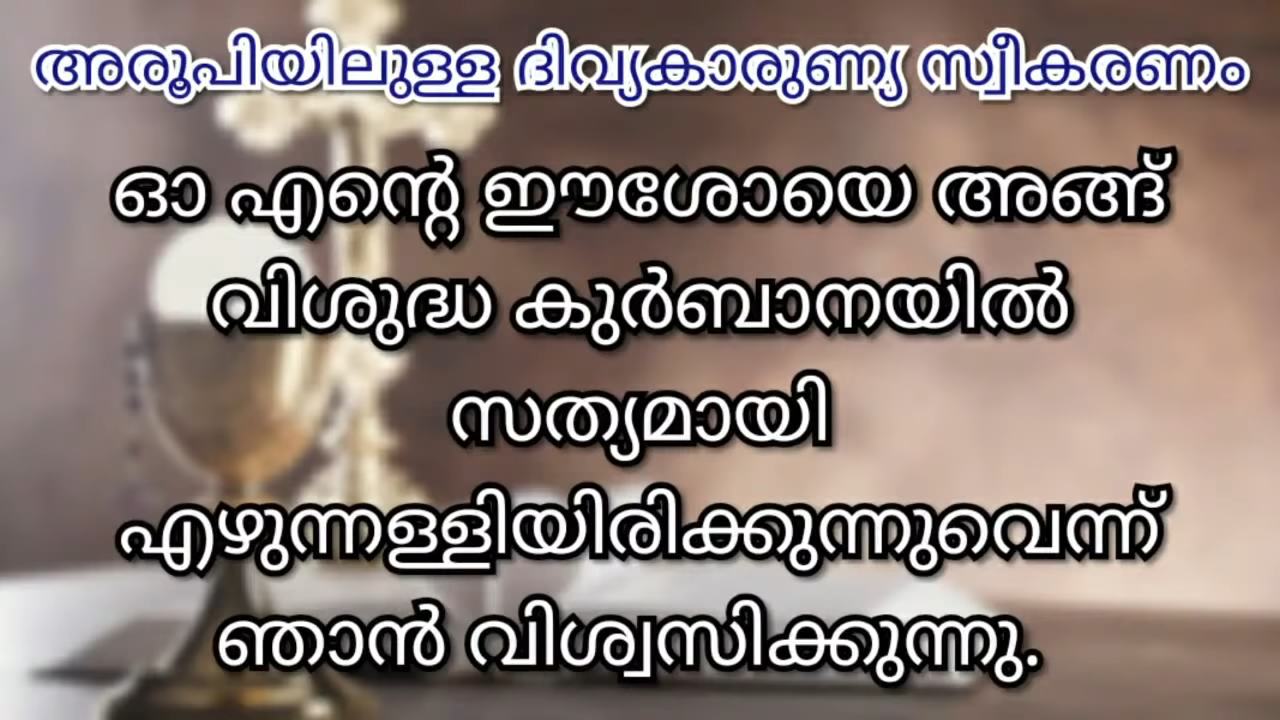 അരൂപിയിലുള്ള ദിവ്യകാരുണ്യ സ്വീകരണം
ഓ എന്റെ ഈശോയെ അങ്ങ്
വിശുദ്ധ കുർബാനയിൽ
സത്യമായി
എഴുന്നള്ളിയിരിക്കുന്നുവെന്ന്
ഞാൻ വിശ്വസിക്കുന്നു.